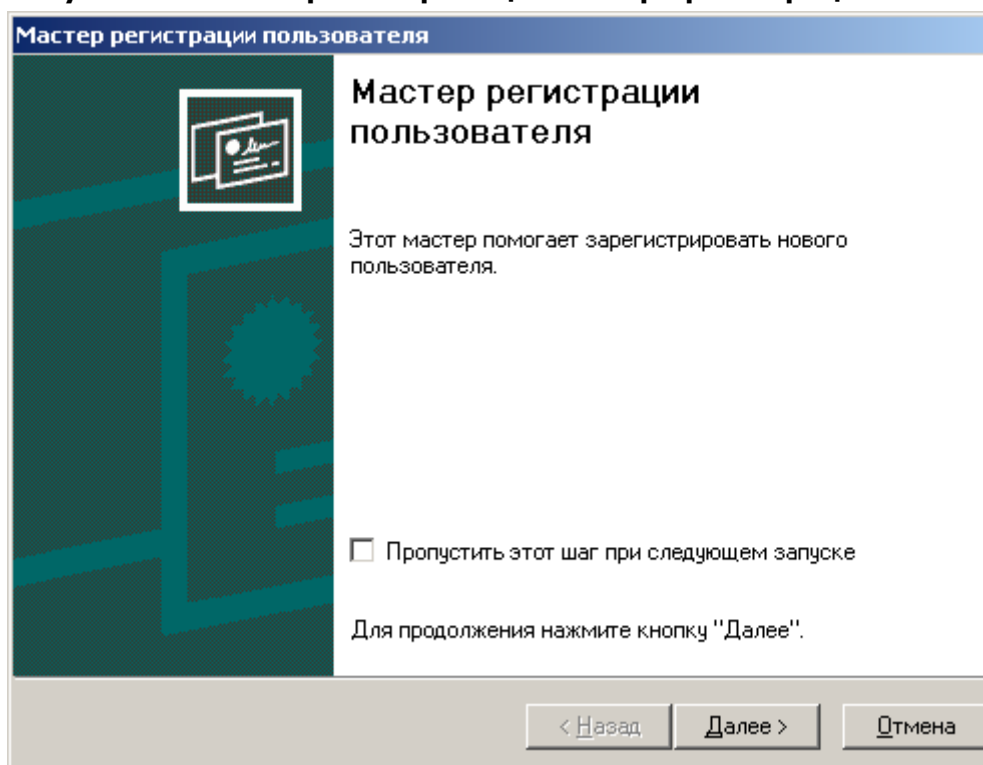 Мастер регистрации пользователя
Мастер регистрации
пользователя
Этот мастер помогает зарегистрировать нового
пользователя.
Пропустить этот шаг при следующем запуске
Для продолжения нажмите кнопку "Далее".
< Назад
Далее >
Отмена